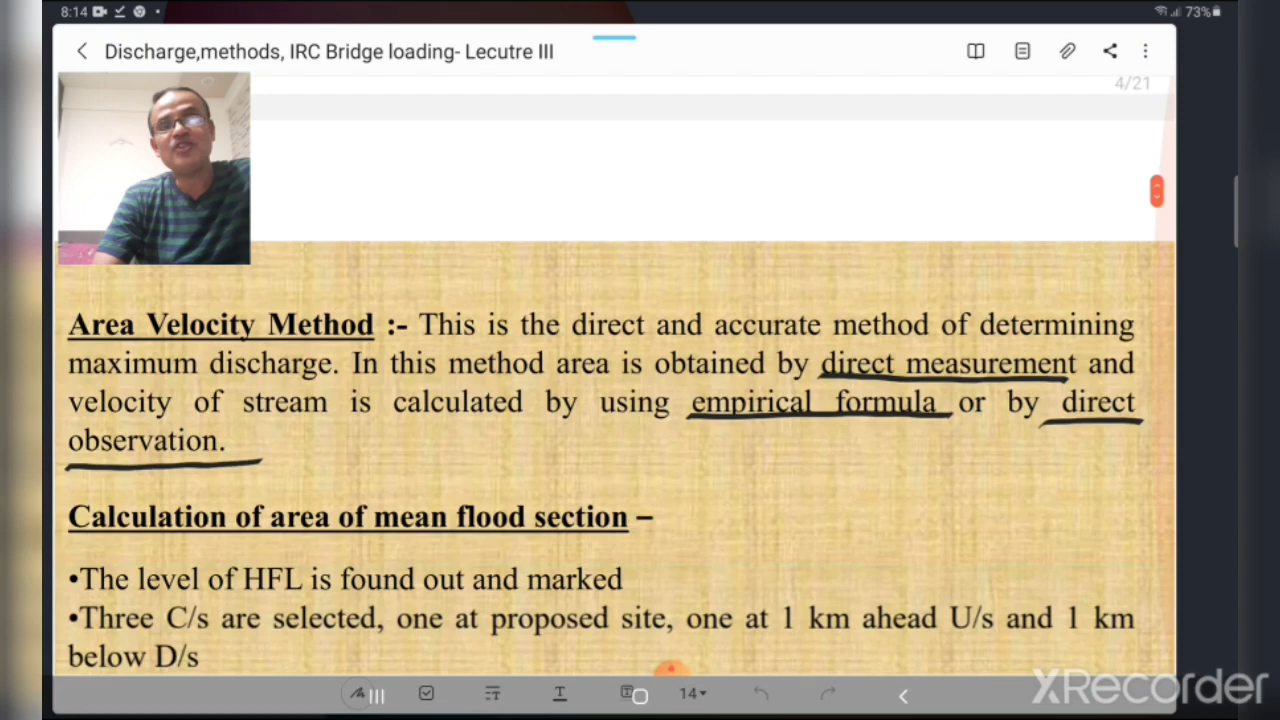 8:14
73%
Discharge,methods, IRC Bridge loading- Lecutre III
4/21
Area Velocity Method :- This is the direct and accurate method of determining
maximum discharge. In this method area is obtained by direct measurement and
velocity of stream is calculated by using empirical formula or by direct
observation.
Calculation of area of mean flood section –
•The level of HFL is found out and marked
•Three C/s are selected, one at proposed site, one at 1 km ahead U/s and 1 km
below D/s
14
XRecorder